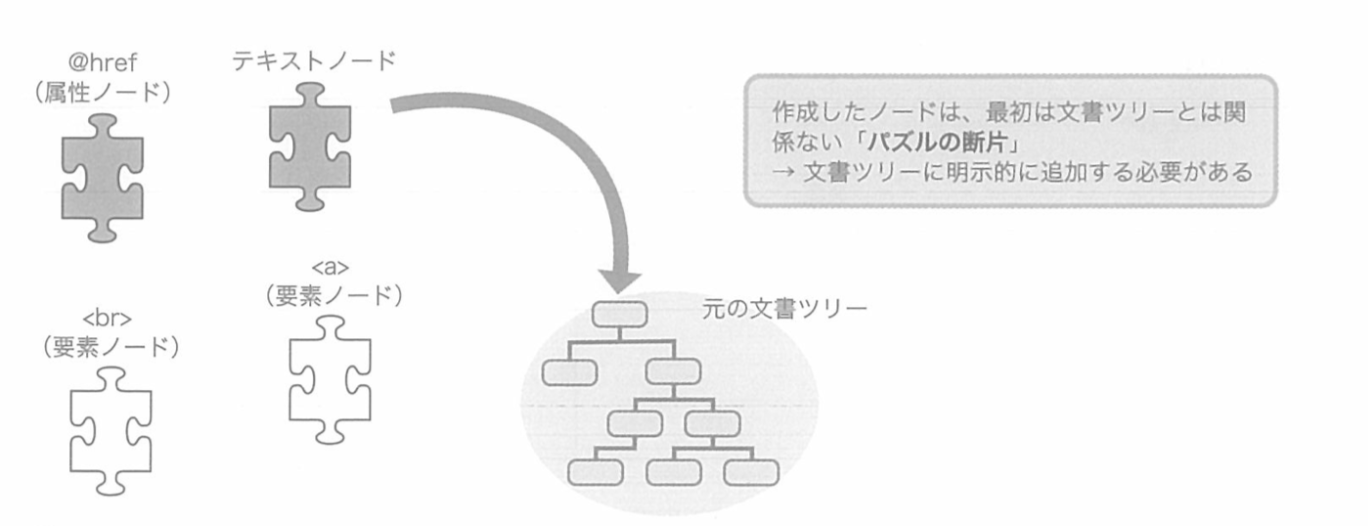 @href
（属性ノード）
テキストノード
<a>
（要素ノード）
<br>
（要素ノード）
元の文書ツリー
作成したノードは、最初は文書ツリーとは関
係ない「パズルの断片」
→ 文書ツリーに明示的に追加する必要がある